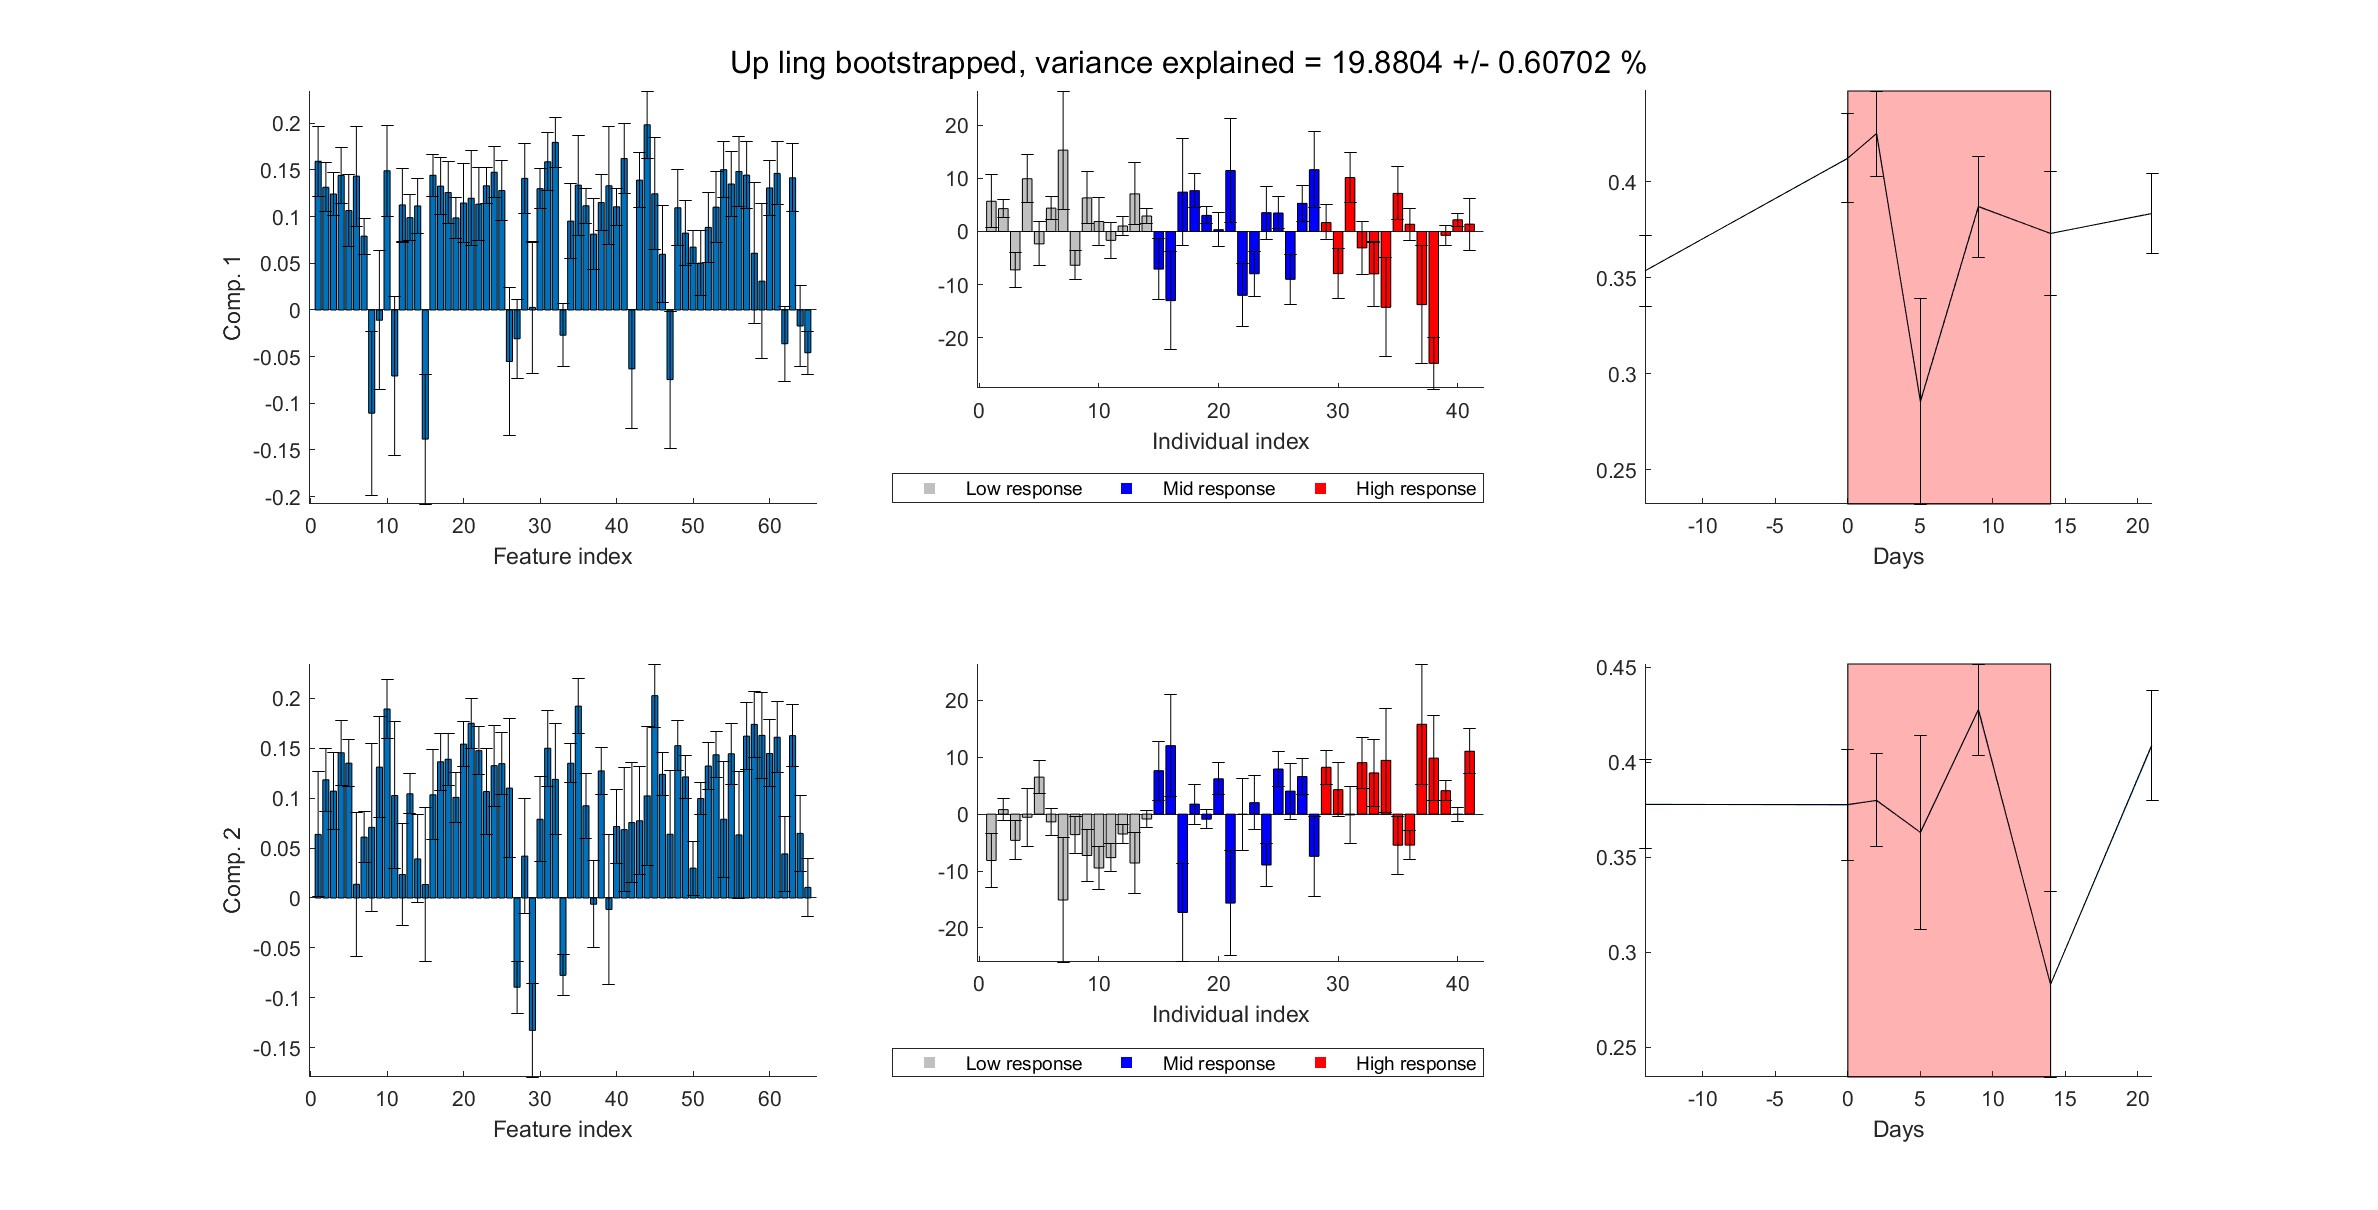 Up ling bootstrapped, variance explained = 19.8804 +/- 0.60702 %
Comp. 1
0.2
0.15
0.1
0.05
0
-0.05
-0.1
-0.15
-0.2
0 10 20 30 40 50 60
Feature index
20
10
0
-10
-20
0 10 20 30 40
Individual index
Low response Mid response High response
0.4
0.35
0.3
0.25
-10 -5 0 5 10 15 20
Days
Comp. 2
0.2
0.15
0.1
0.05
0
-0.05
-0.1
-0.15
0 10 20 30 40 50 60
Feature index
20
10
0
-10
-20
0 10 20 30 40
Individual index
Low response Mid response High response
0.45
0.4
0.35
0.3
0.25
-10 -5 0 5 10 15 20
Days